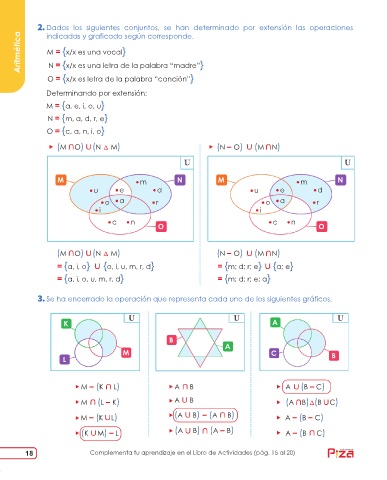 Aritmética
2. Dados los siguientes conjuntos, se han determinado por extensión las operaciones
indicadas y graficado según corresponde.
M = {x/x es una vocal}
N = {x/x es una letra de la palabra "madre"}
O = {x/x es letra de la palabra "canción"}
Determinando por extensión:
M = {a, e, i, o, u}
N = {m, a, d, r, e}
O = {c, a, n, i, o}
▸ (M ∩ O) ∪ (N △ M)
▸ (N – O) ∪ (M ∩ N)
U
M
N
O
•u
•e
•m
•d
•o
•a
•r
•i
•c
•n
U
M
N
O
•u
•e
•m
•d
•o
•a
•r
•i
•c
•n
(M ∩ O) ∪ (N △ M)
= {a, i, o} ∪ {o, i, u, m, r, d}
= {a, i, o, u, m, r, d}
(N – O) ∪ (M ∩ N)
= {m; d; r; e} ∪ {a; e}
= {m; d; r; e; a}
3. Se ha encerrado la operación que representa cada uno de los siguientes gráficos.
U
K
M
L
U
B
A
U
A
C
B
▸ M – (K ∩ L)
▸ M ∩ (L – K)
▸ M – (K ∪ L)
▸ (K ∪ M) – L
▸ A ∩ B
▸ A ∪ B
▸ (A ∪ B) – (A ∩ B)
▸ (A ∪ B) ∩ (A – B)
▸ A ∪ (B – C)
▸ (A ∩ B) △ (B ∪ C)
▸ A – (B – C)
▸ A – (B ∩ C)
18
Complementa tu aprendizaje en el Libro de Actividades (pág. 15 al 20)